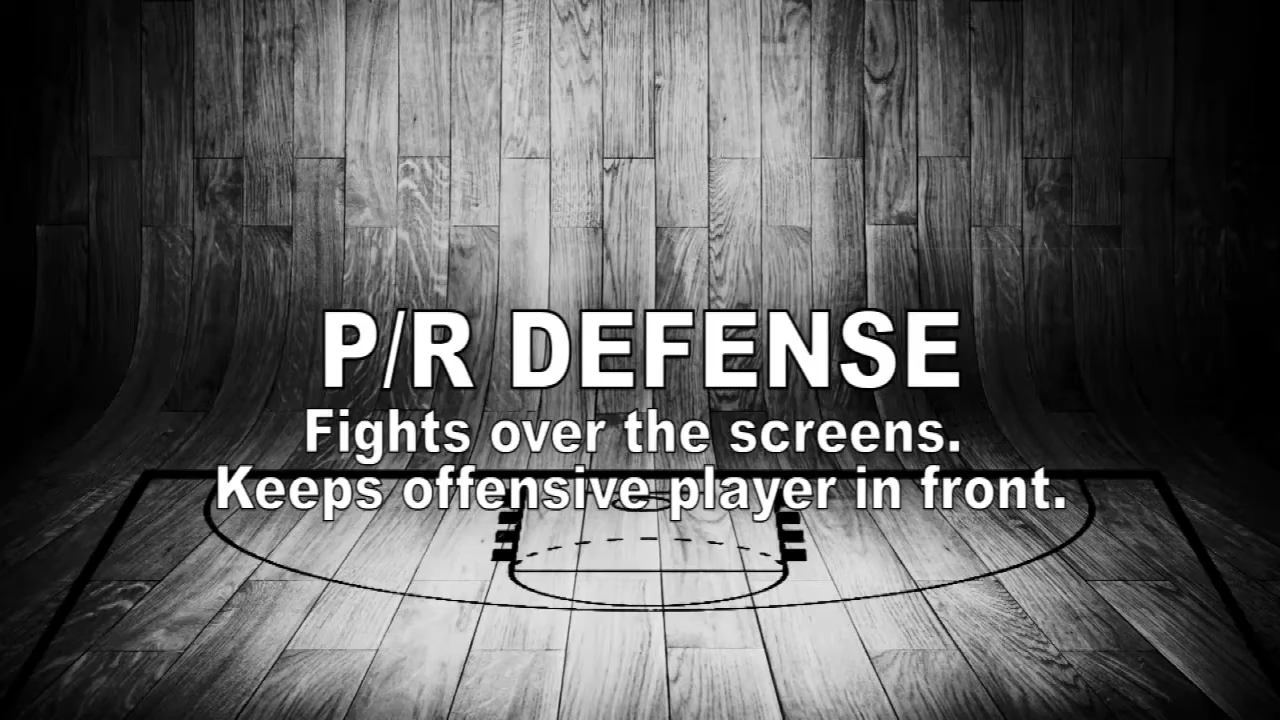 P/R DEFENSE
Fights over the screens.
Keeps offensive player in front.